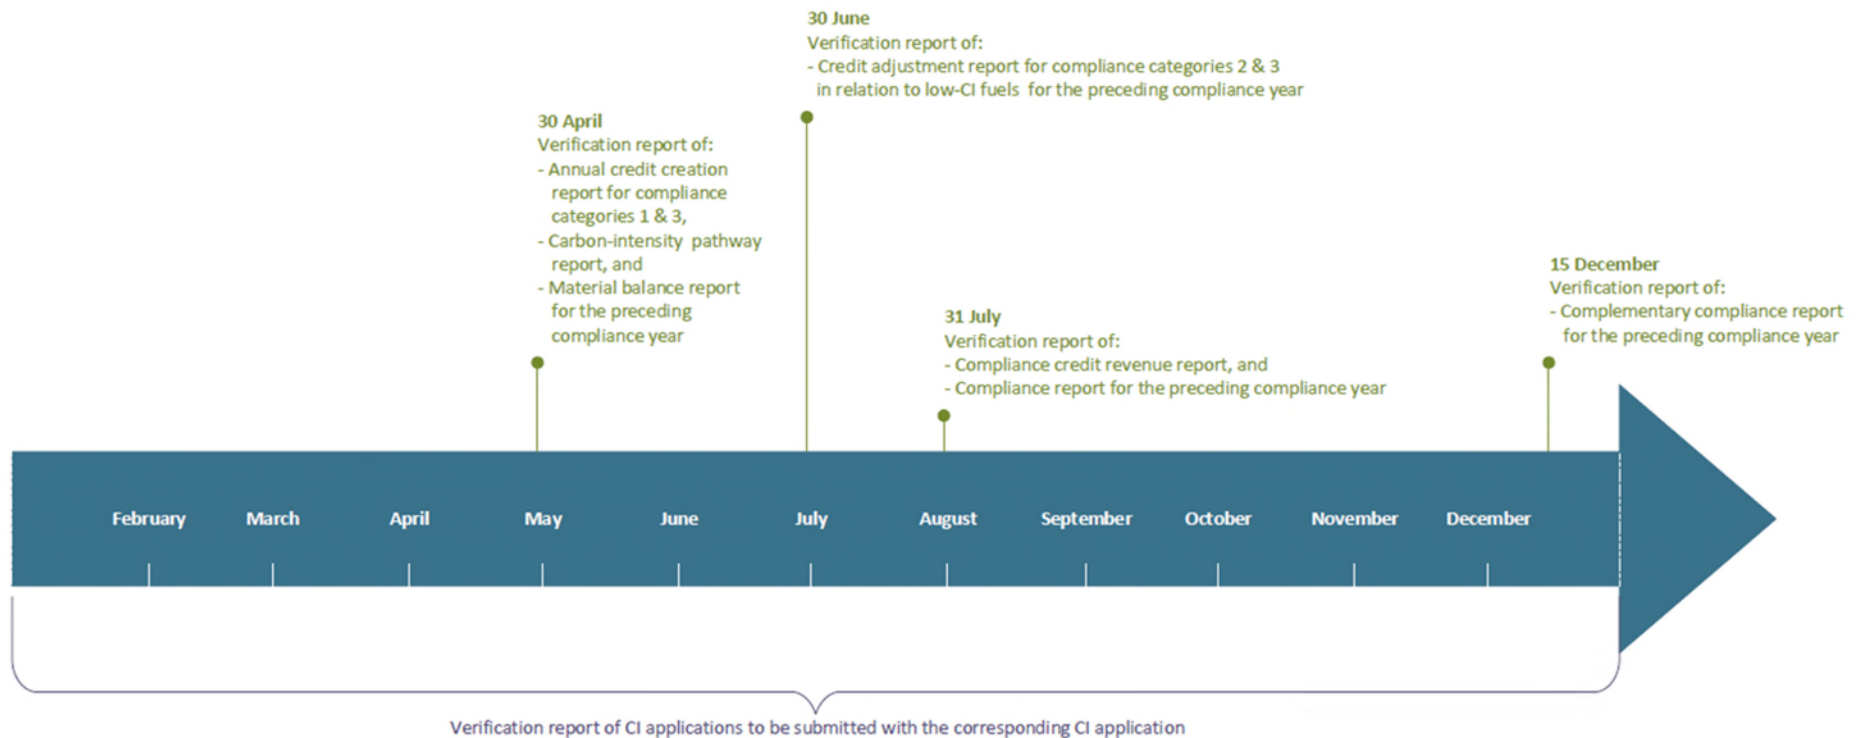 30 June
Verification report of:
- Credit adjustment report for compliance categories 2 & 3
in relation to low-CI fuels for the preceding compliance year
30 April
Verification report of:
- Annual credit creation
report for compliance
categories 1 & 3,
- Carbon-intensity pathway
report, and
- Material balance report
for the preceding
compliance year
31 July
Verification report of:
- Compliance credit revenue report, and
- Compliance report for the preceding compliance year
15 December
Verification report of:
- Complementary compliance report
for the preceding compliance year
February March April May June July August September October November December
Verification report of CI applications to be submitted with the corresponding CI application